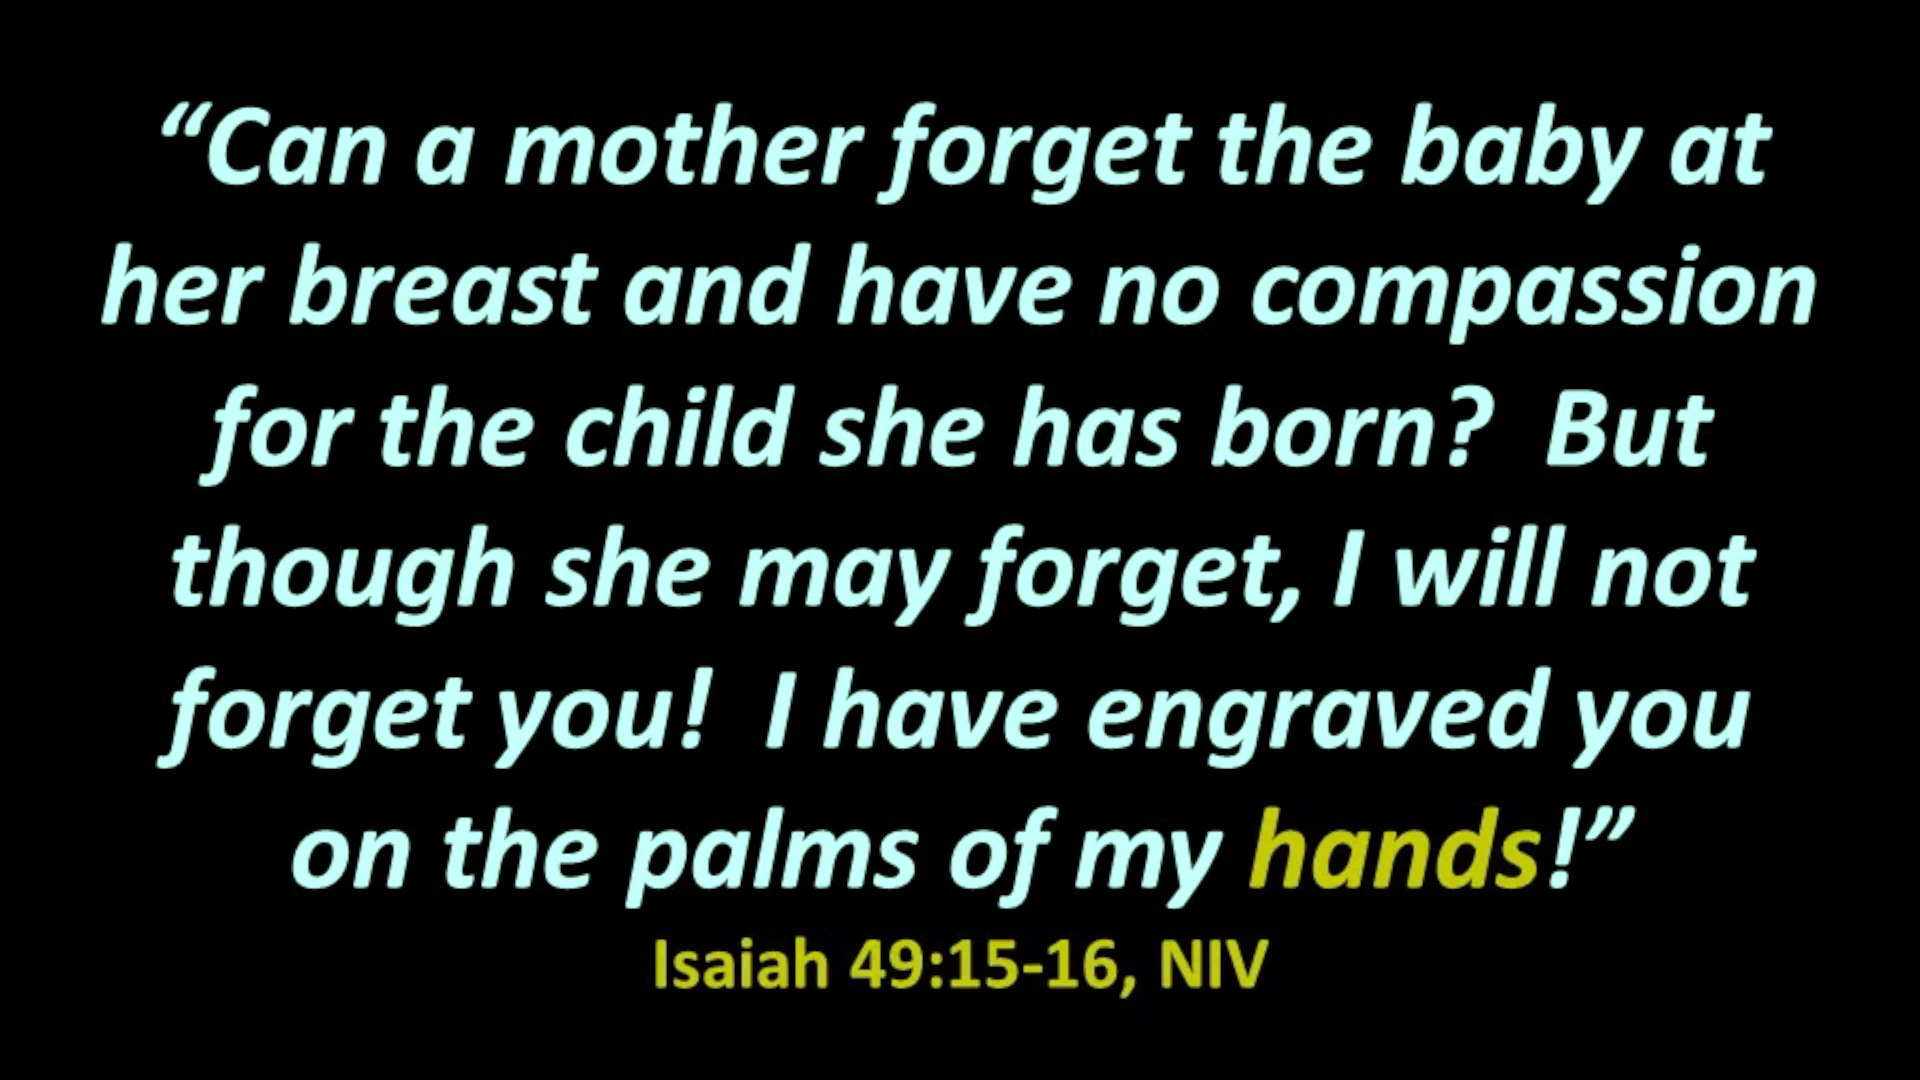 “Can a mother forget the baby at
her breast and have no compassion
for the child she has born?  But
though she may forget, I will not
forget you!  I have engraved you
on the palms of my hands!”
Isaiah 49:15-16, NIV